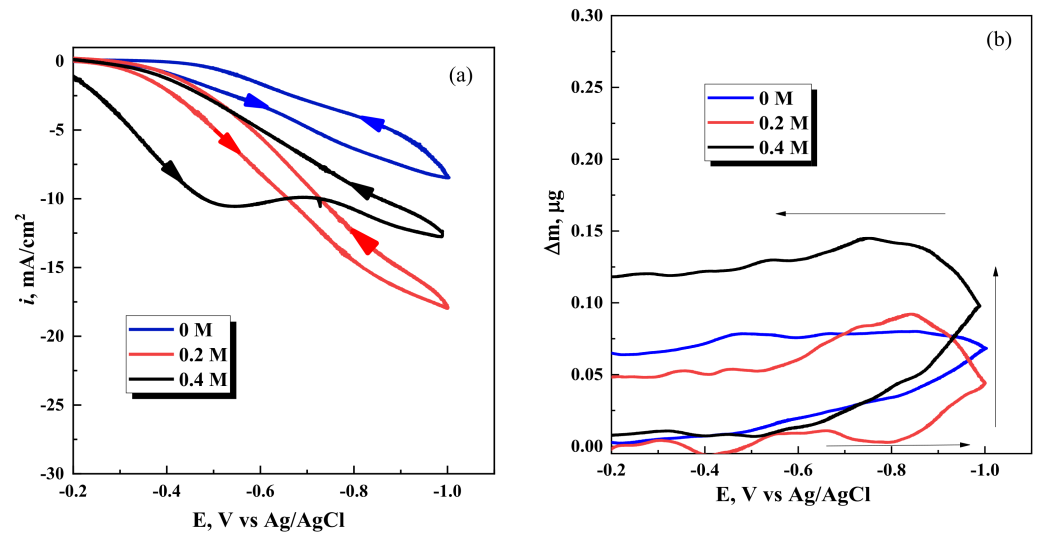 (a)
0
-5
-10
-15
-20
-25
-30
i, mA/cm²
0 M
0.2 M
0.4 M
-0.2
-0.4
-0.6
-0.8
-1.0
E, V vs Ag/AgCl
(b)
0.30
0.25
0.20
0.15
0.10
0.05
0.00
Δm, μg
0 M
0.2 M
0.4 M
-0.2
-0.4
-0.6
-0.8
-1.0
E, V vs Ag/AgCl